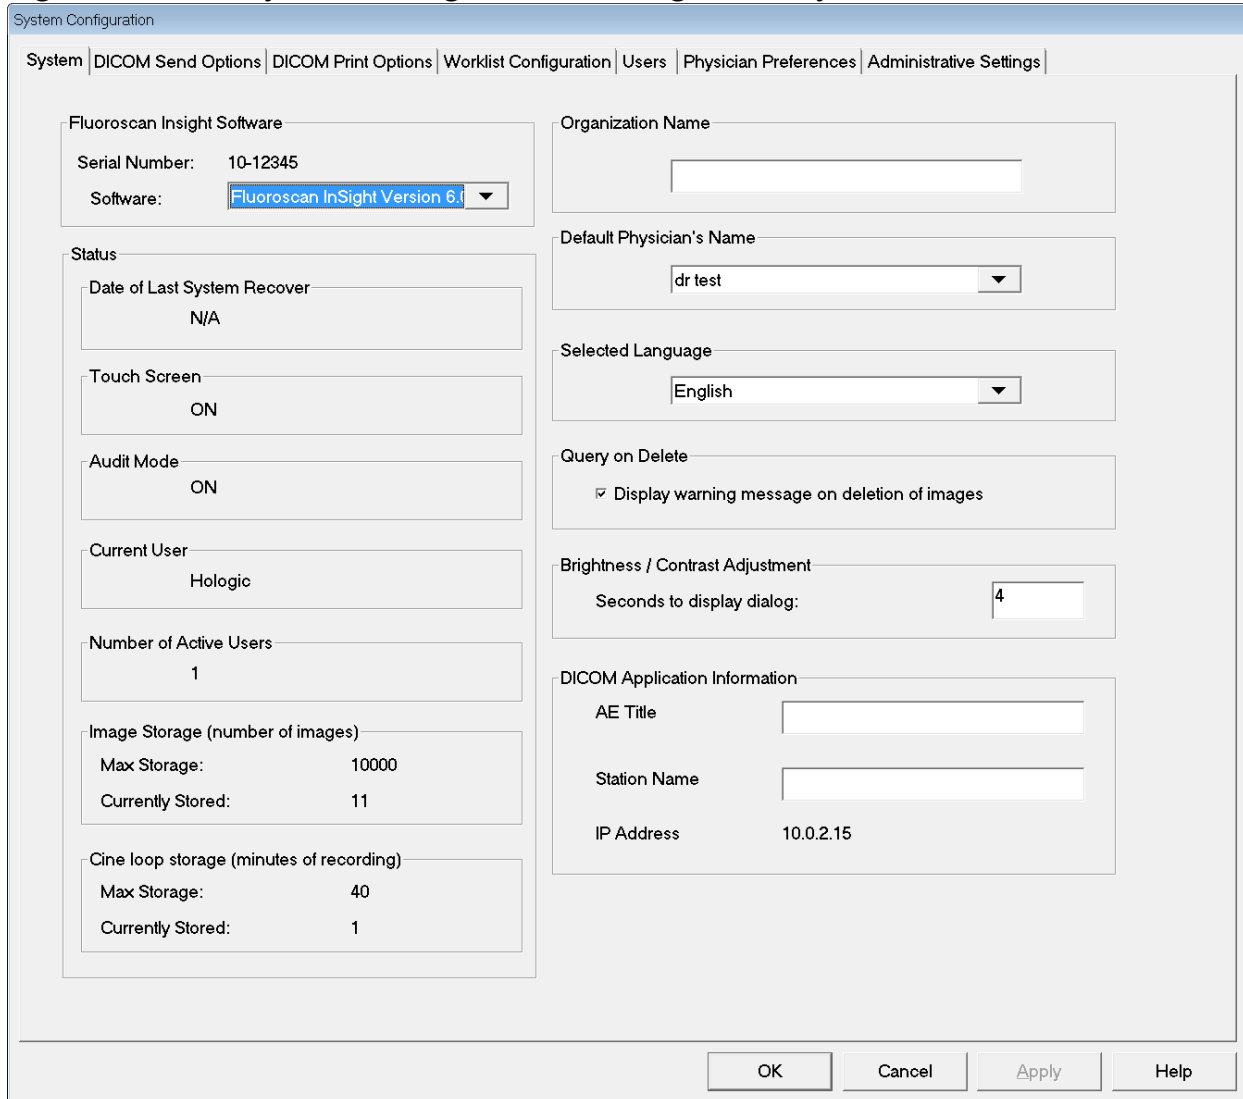 System Configuration
System DICOM Send Options DICOM Print Options Worklist Configuration Users Physician Preferences Administrative Settings
Fluoroscan Insight Software
Serial Number: 10-12345
Software: Fluoroscan InSight Version 6.
Status
Date of Last System Recover
N/A
Touch Screen
ON
Audit Mode
ON
Current User
Hologic
Number of Active Users
1
Image Storage (number of images)
Max Storage: 10000
Currently Stored: 11
Cine loop storage (minutes of recording)
Max Storage: 40
Currently Stored: 1
Organization Name
Default Physician's Name
dr test
Selected Language
English
Query on Delete
Display warning message on deletion of images
Brightness / Contrast Adjustment
Seconds to display dialog: 4
DICOM Application Information
AE Title
Station Name
IP Address 10.0.2.15
OK Cancel Apply Help